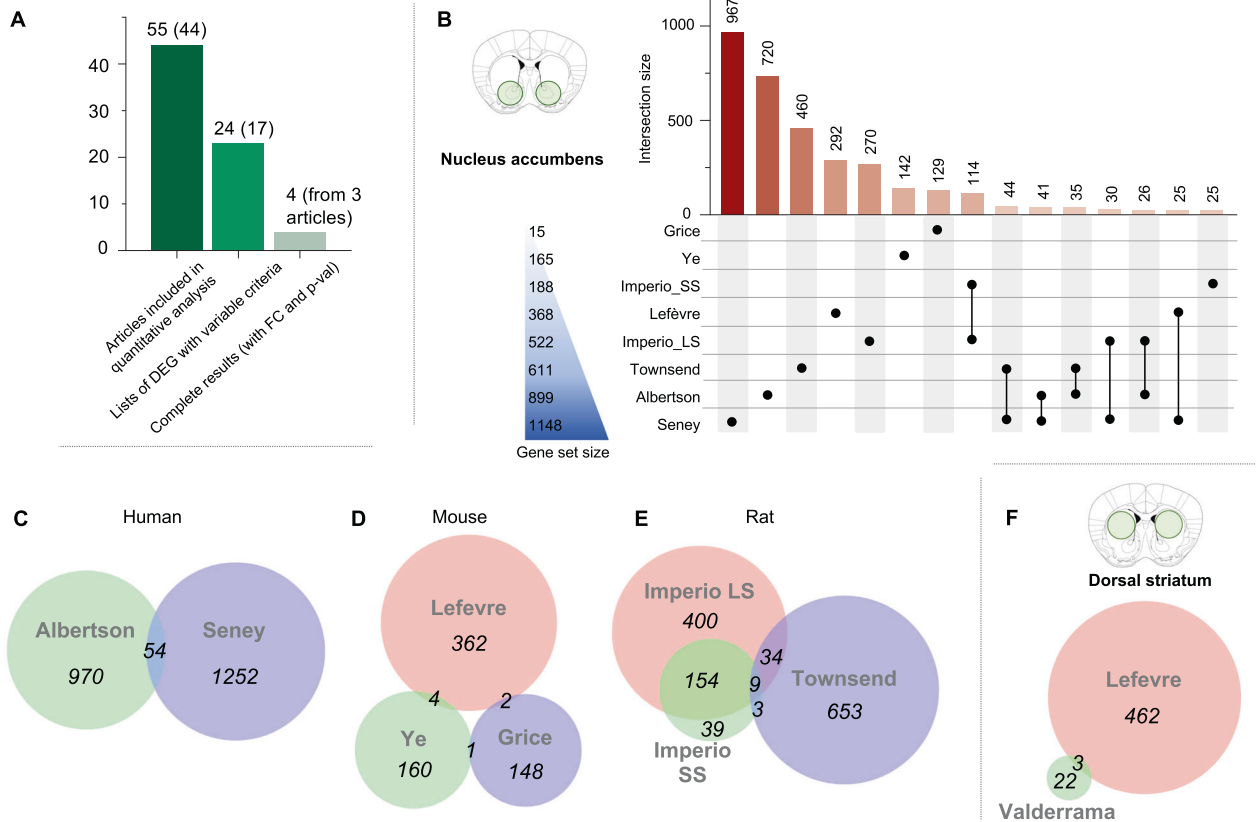 A
55 (44)
24 (17)
4 (from 3
articles)
40
30
20
10
0
Articles included in
quantitative analysis
Lists of DEG with variable criteria
Complete results (with FC and p-val)
B
Nucleus accumbens
15
165
188
368
522
611
899
1148
Gene set size
Intersection size
1000
500
0
967
720
460
292
270
142
129
114
44
41
35
30
26
25
25
Grice
Ye
Imperio_SS
Lefèvre
Imperio_LS
Townsend
Albertson
Seney
C
Human
Albertson
Seney
54
970
1252
D
Mouse
Lefevre
362
4
2
Ye
Grice
1
160
148
E
Rat
Imperio LS
400
34
154
9
Townsend
3
653
39
Imperio
SS
F
Dorsal striatum
Lefevre
462
3
22
Valderrama